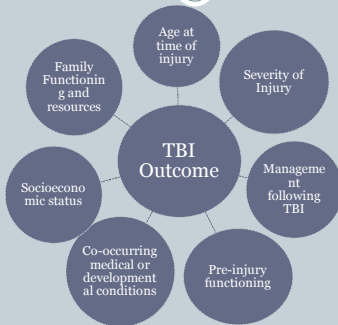 Age at
time of
injury
Severity of
Injury
Manageme
nt
following
TBI
Pre-injury
functioning
Co-occurring
medical or
development
al conditions
Socioecono
mic status
Family
Functionin
g and
resources
TBI
Outcome